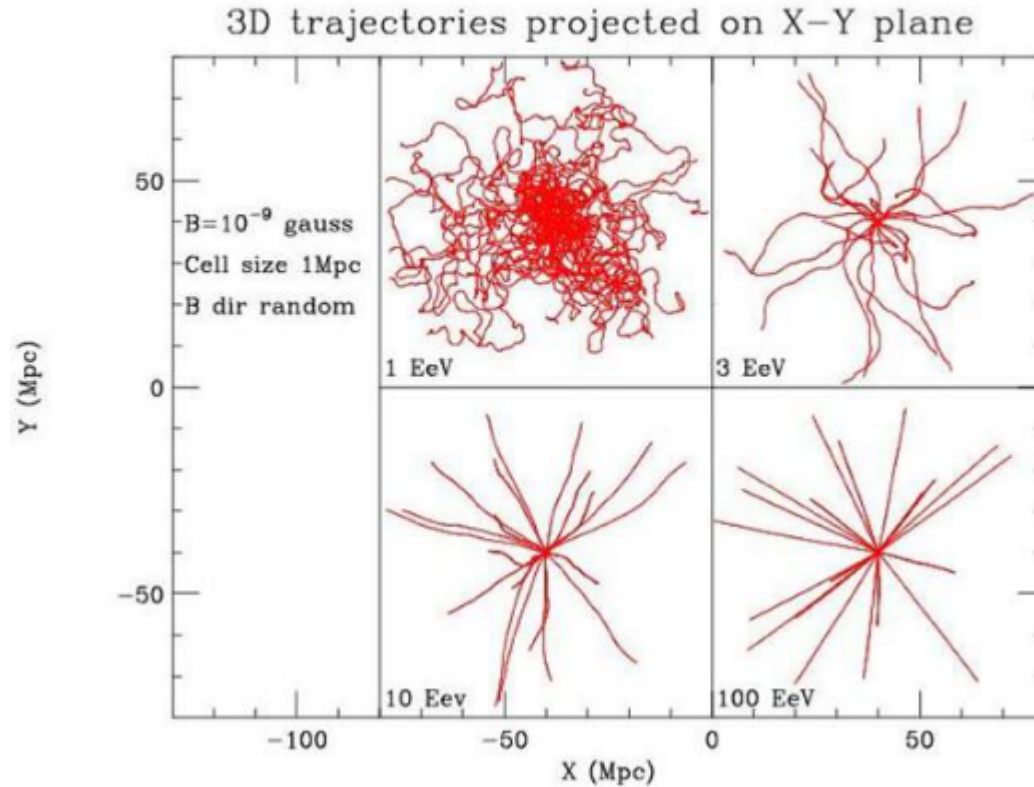 3D trajectories projected on X-Y plane
50
0
-50
Y (Mpc)
B=10⁻⁹ gauss
Cell size 1Mpc
B dir random
1 EeV
3 EeV
10 Eev
100 EeV
-100
-50
0
50
X (Mpc)